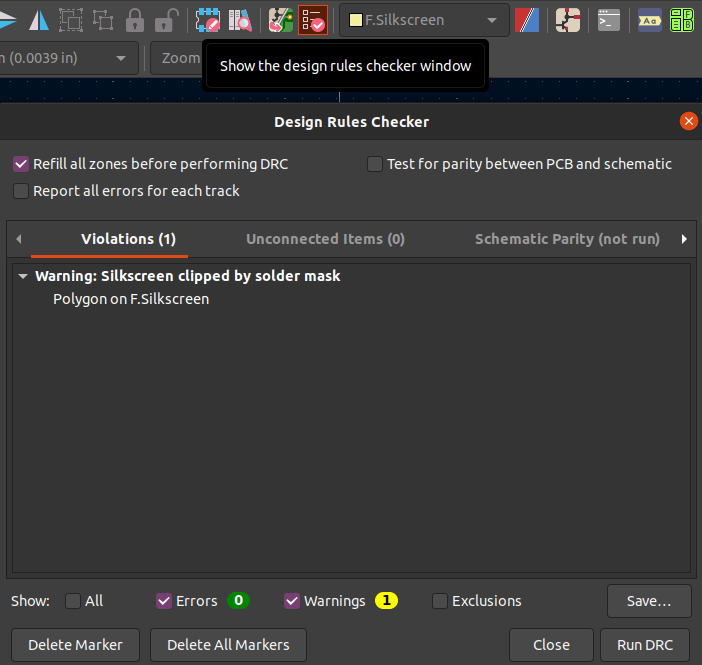 F.Silkscreen
>_
Aa
F
F B
n (0.0039 in)
Zoom
Show the design rules checker window
Design Rules Checker
Refill all zones before performing DRC
Test for parity between PCB and schematic
Report all errors for each track
Violations (1)
Unconnected Items (0)
Schematic Parity (not run)
Warning: Silkscreen clipped by solder mask
Polygon on F.Silkscreen
Show:
All
Errors
0
Warnings
1
Exclusions
Save...
Delete Marker
Delete All Markers
Close
Run DRC